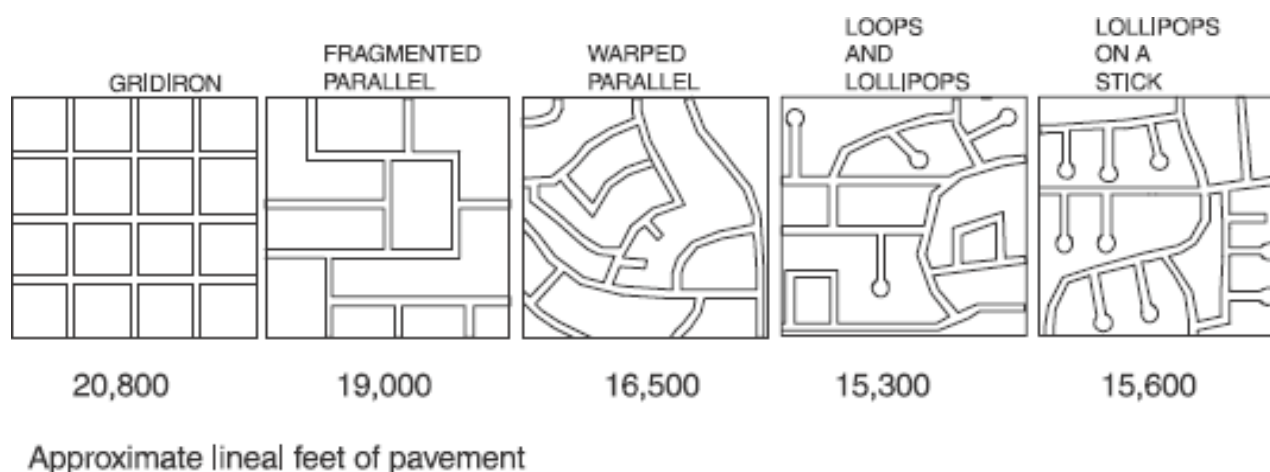 GRIDIRON
FRAGMENTED
PARALLEL
WARPED
PARALLEL
LOOPS
AND
LOLLIPOPS
LOLLIPOPS
ON A
STICK
20,800
19,000
16,500
15,300
15,600
Approximate lineal feet of pavement